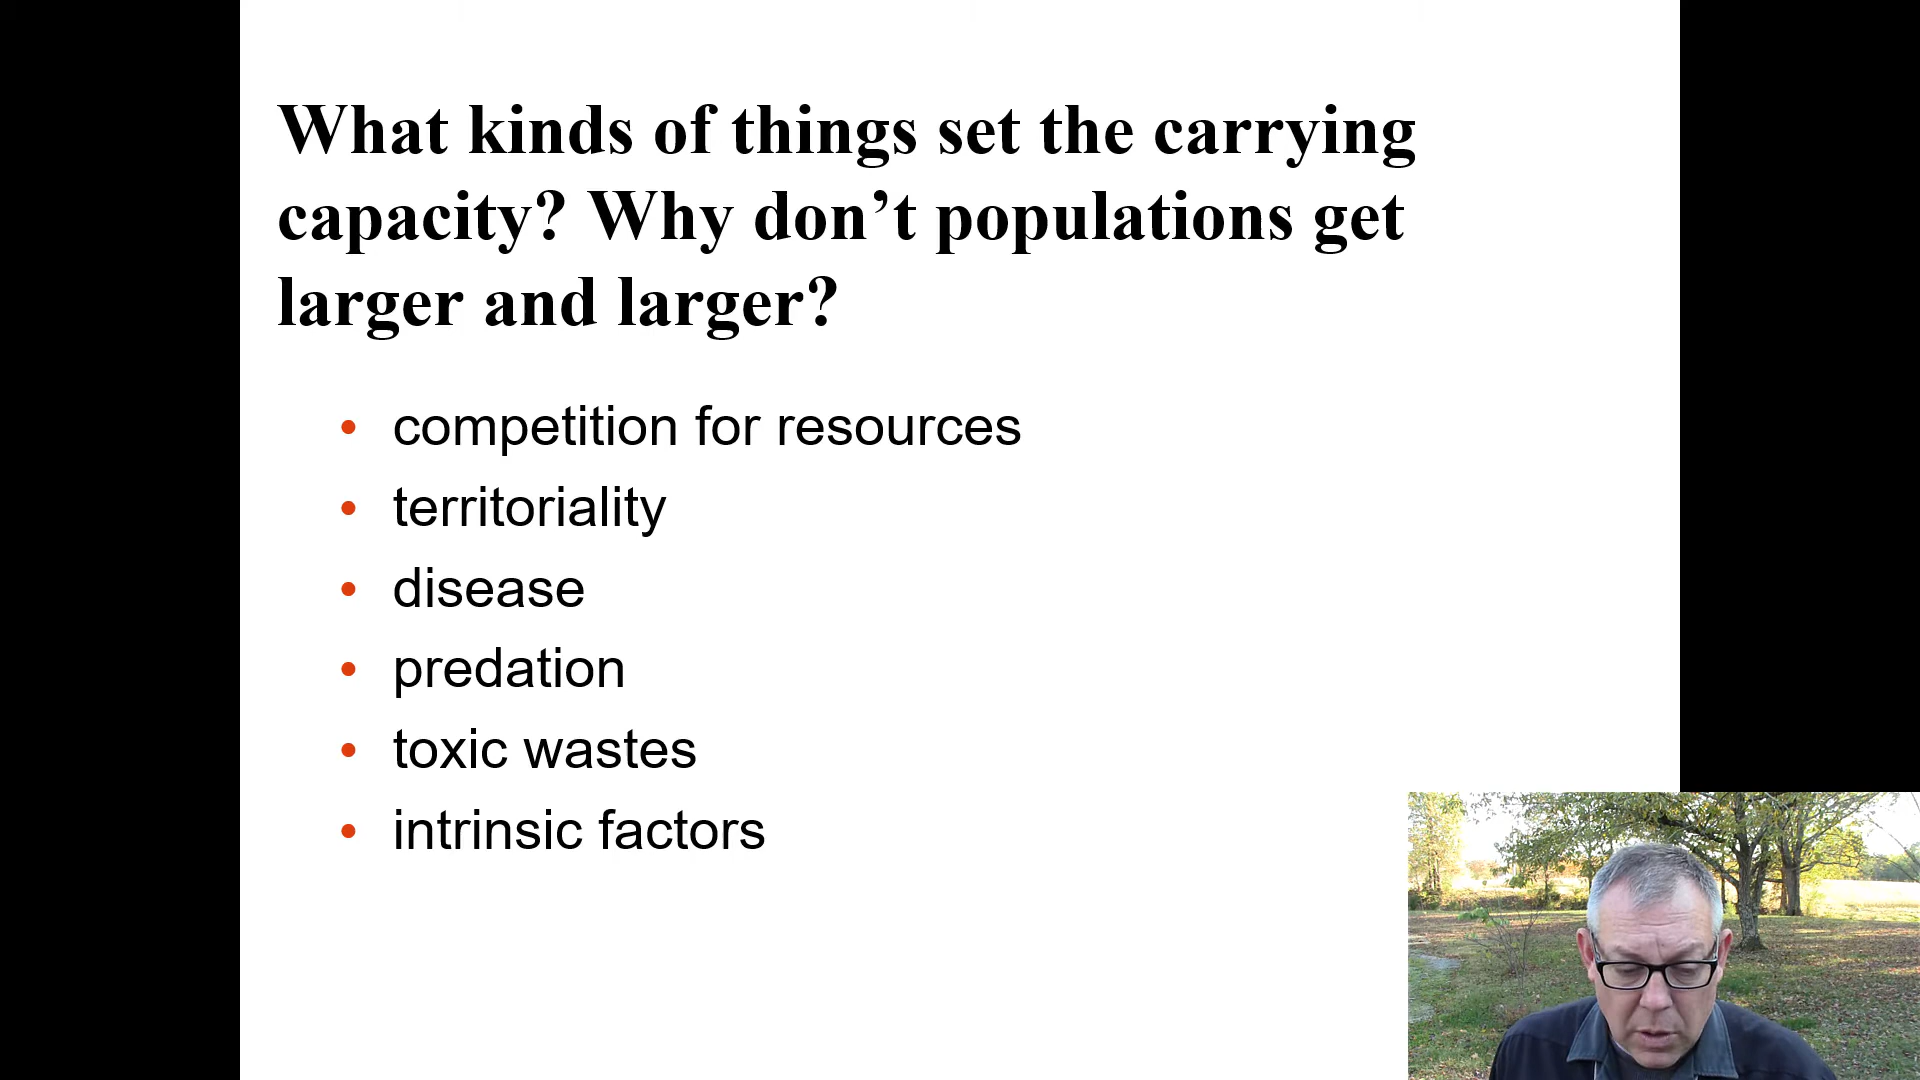 What kinds of things set the carrying
capacity? Why don’t populations get
larger and larger?
• competition for resources
• territoriality
• disease
• predation
• toxic wastes
• intrinsic factors